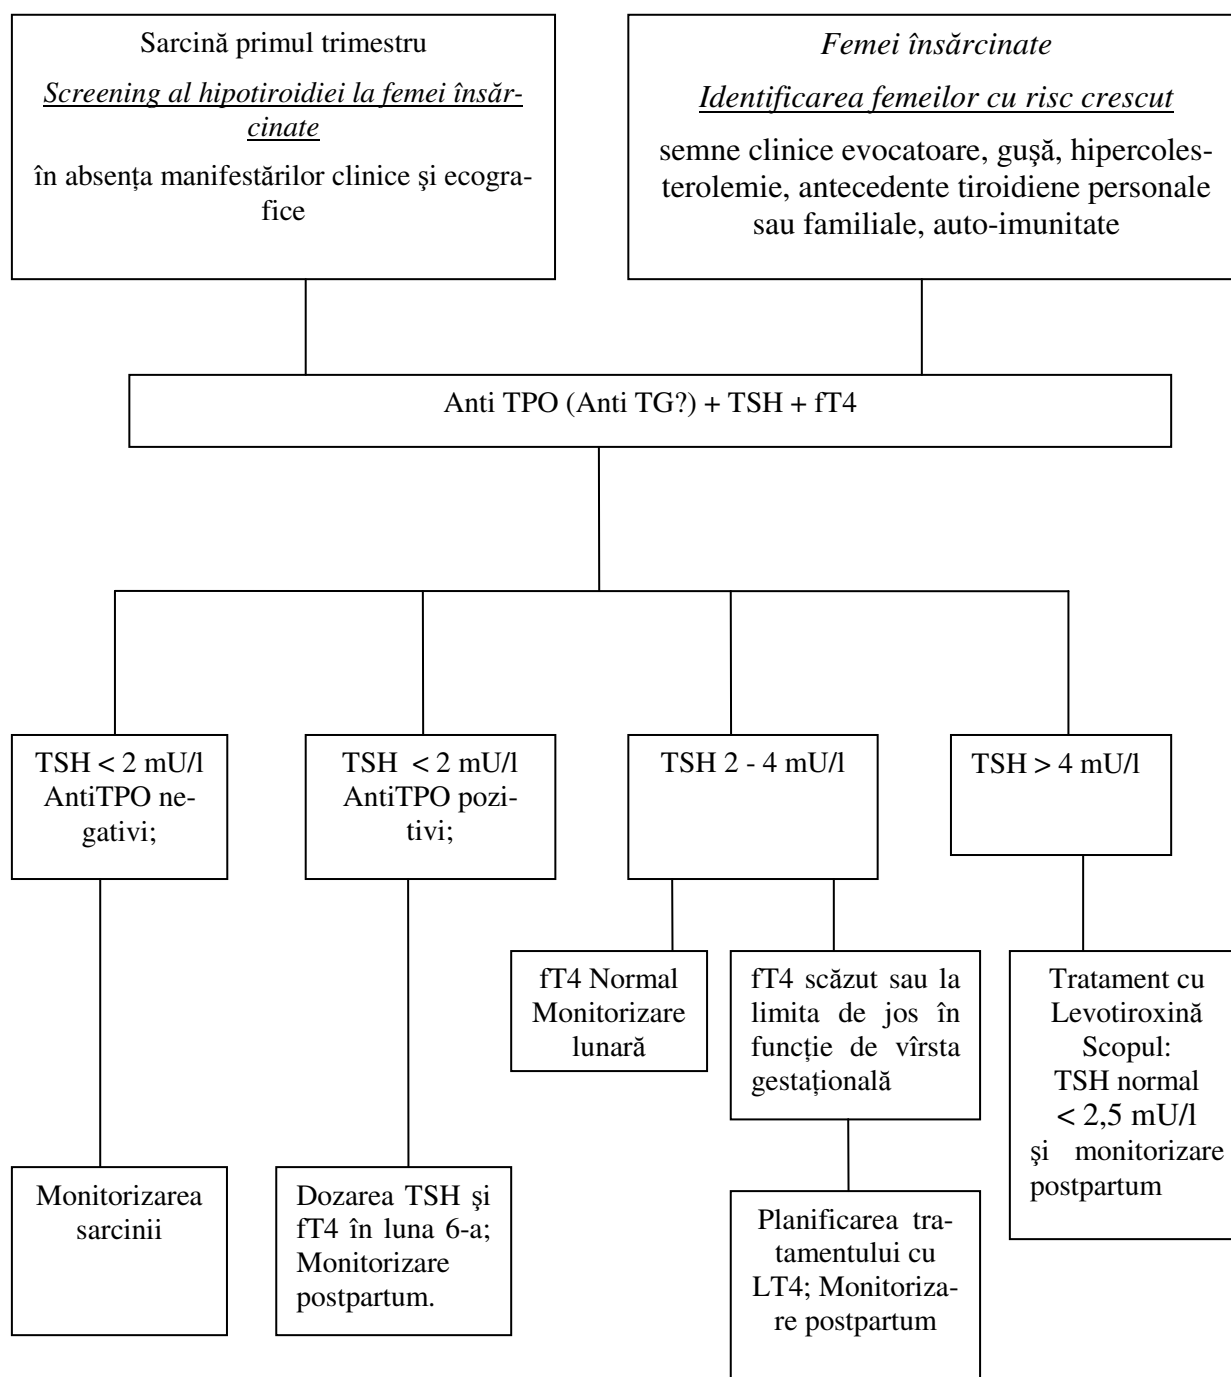 Sarcină primul trimestru
Screening al hipotiroidiei la femei însăr-
cinate
în absența manifestărilor clinice şi ecogra-
fice
Femei însărcinate
Identificarea femeilor cu risc crescut
semne clinice evocatoare, guşă, hipercoles-
terolemie, antecedente tiroidiene personale
sau familiale, auto-imunitate
Anti TPO (Anti TG?) + TSH + fT4
TSH < 2 mU/l
AntiTPO ne-
gativi;
TSH < 2 mU/l
AntiTPO pozi-
tivi;
TSH 2 - 4 mU/l
TSH > 4 mU/l
fT4 Normal
Monitorizare
lunară
fT4 scăzut sau la
limita de jos în
funcție de vîrsta
gestațională
Tratament cu
Levotiroxină
Scopul:
TSH normal
< 2,5 mU/l
şi monitorizare
postpartum
Monitorizarea
sarcinii
Dozarea TSH şi
fT4 în luna 6-a;
Monitorizare
postpartum.
Planificarea tra-
tamentului cu
LT4; Monitoriza-
re postpartum